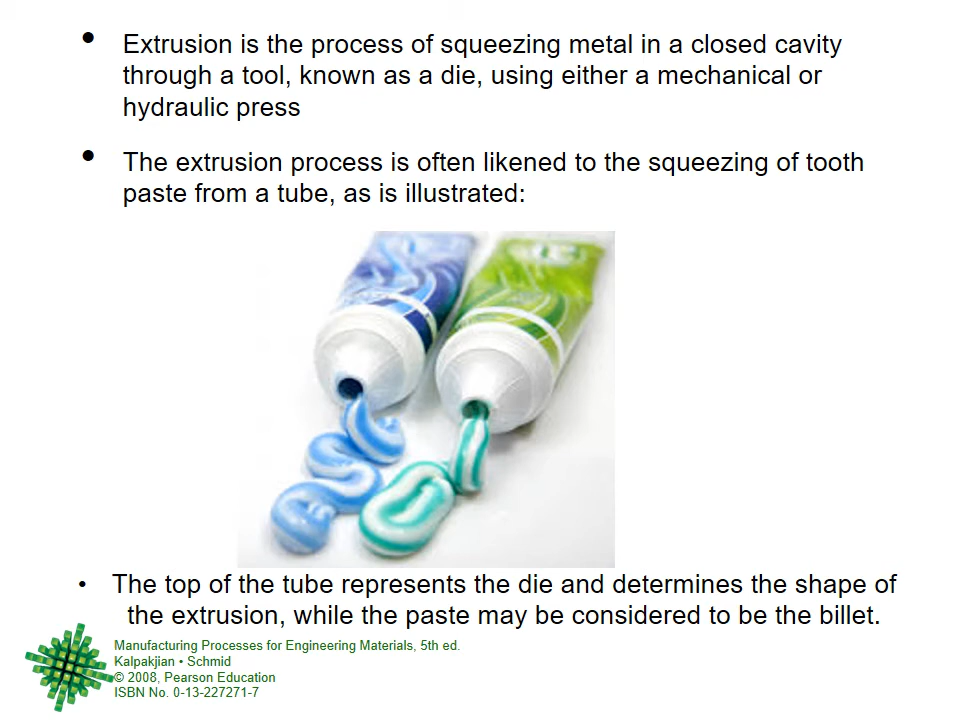 • Extrusion is the process of squeezing metal in a closed cavity
through a tool, known as a die, using either a mechanical or
hydraulic press
• The extrusion process is often likened to the squeezing of tooth
paste from a tube, as is illustrated:
• The top of the tube represents the die and determines the shape of
the extrusion, while the paste may be considered to be the billet.
Manufacturing Processes for Engineering Materials, 5th ed.
Kalpakjian • Schmid
© 2008, Pearson Education
ISBN No. 0-13-227271-7